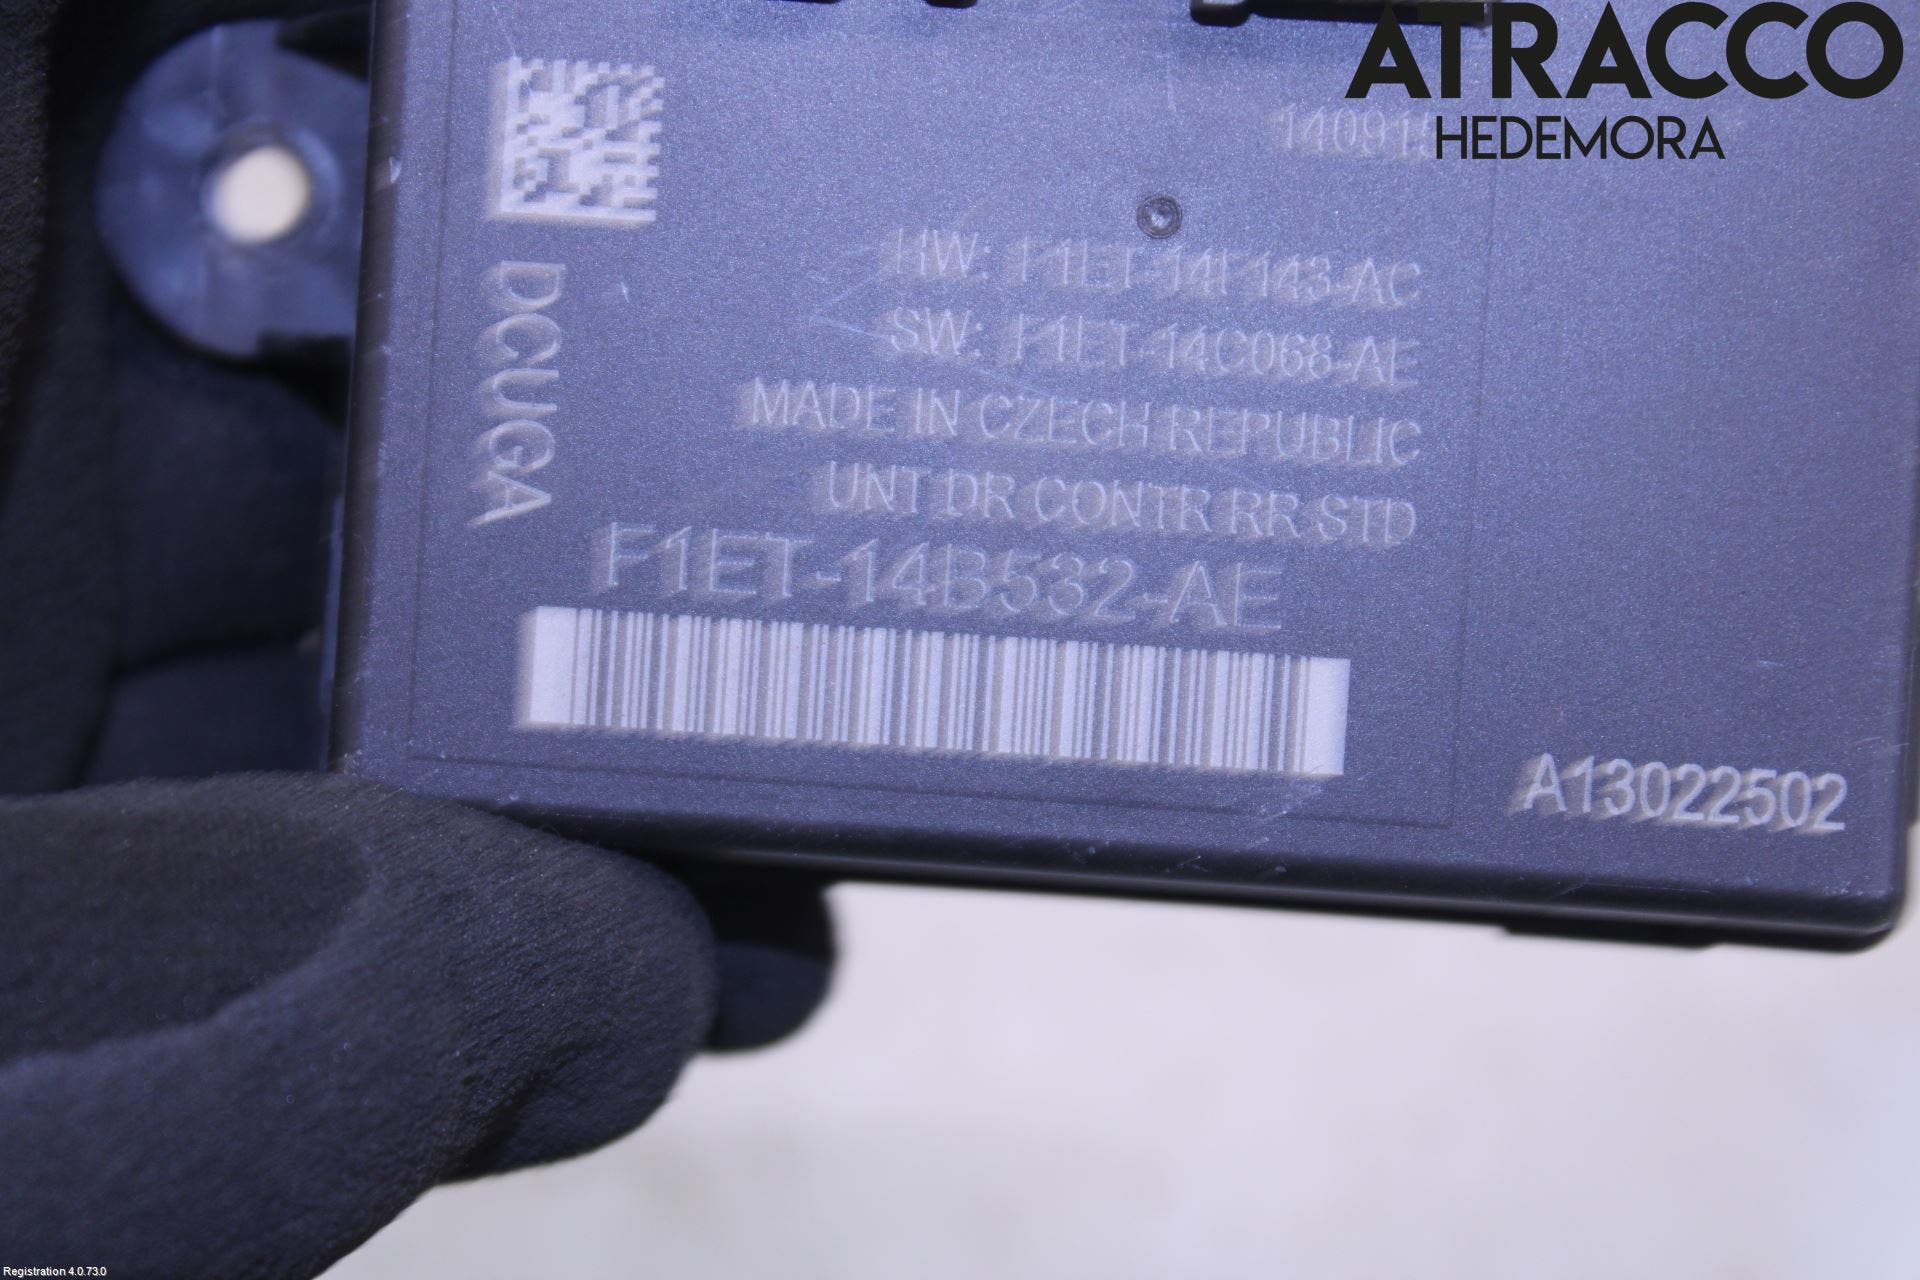 ATRACCO
HEDEMORA
HW: F1ET-14F143-AC
SW: F1ET-14C068-AE
MADE IN CZECH REPUBLIC
UNT DR CONTR RR STD
DCUGA
F1ET-14B532-AE
A13022502
Registration 4.0.73.0